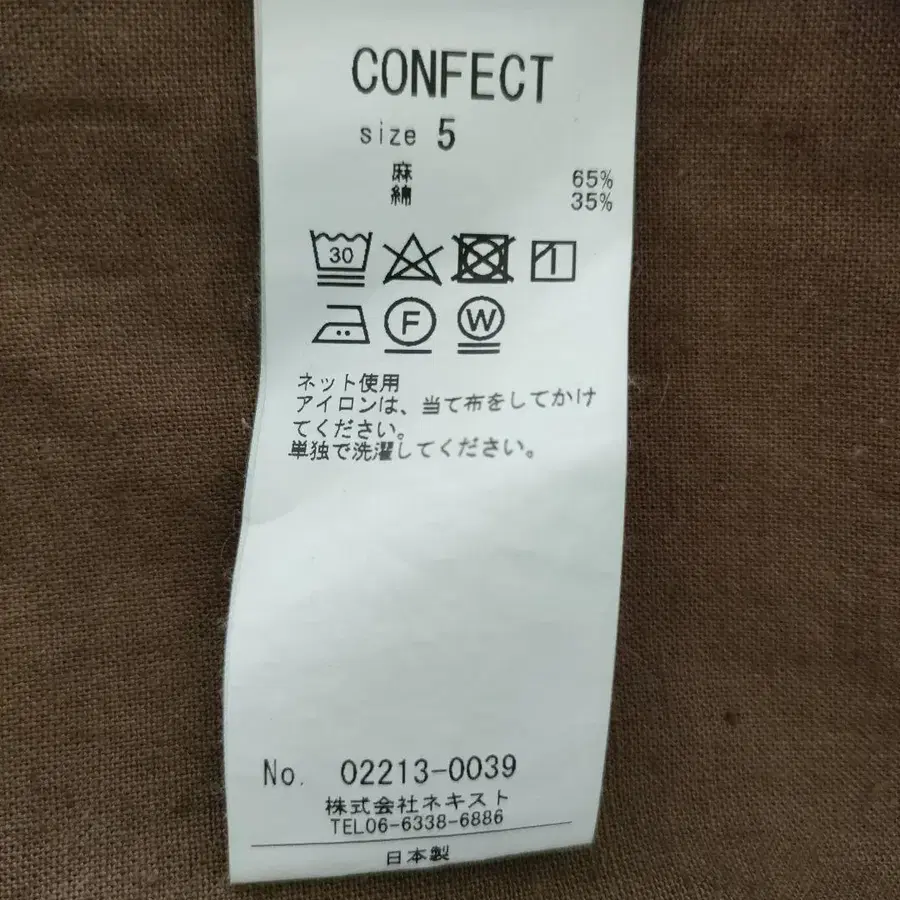 CONFECT
size 5
麻 65%
綿 35%
30
F W
ネット使用
アイロンは、当て布をしてかけ
てください。
単独で洗濯してください。
No. 02213-0039
株式会社ネキスト
TEL06-6338-6886
日本製